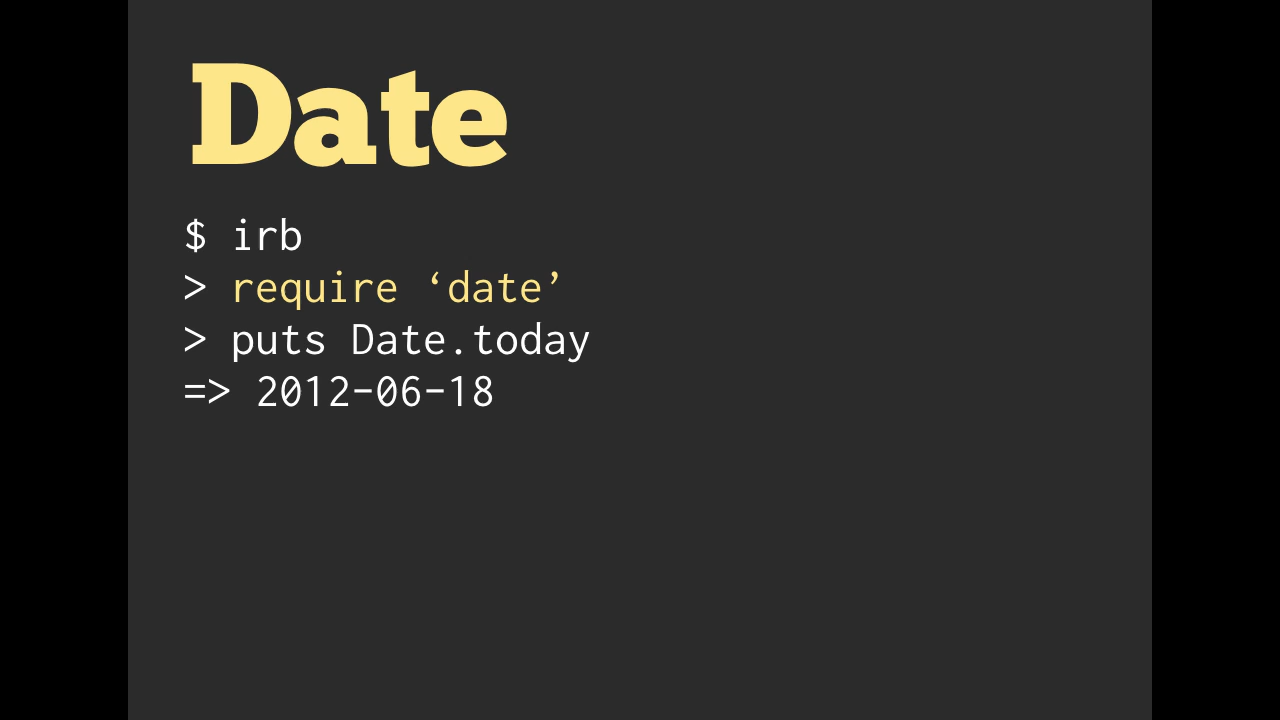 Date
$ irb
> require ‘date’
> puts Date.today
=> 2012-06-18